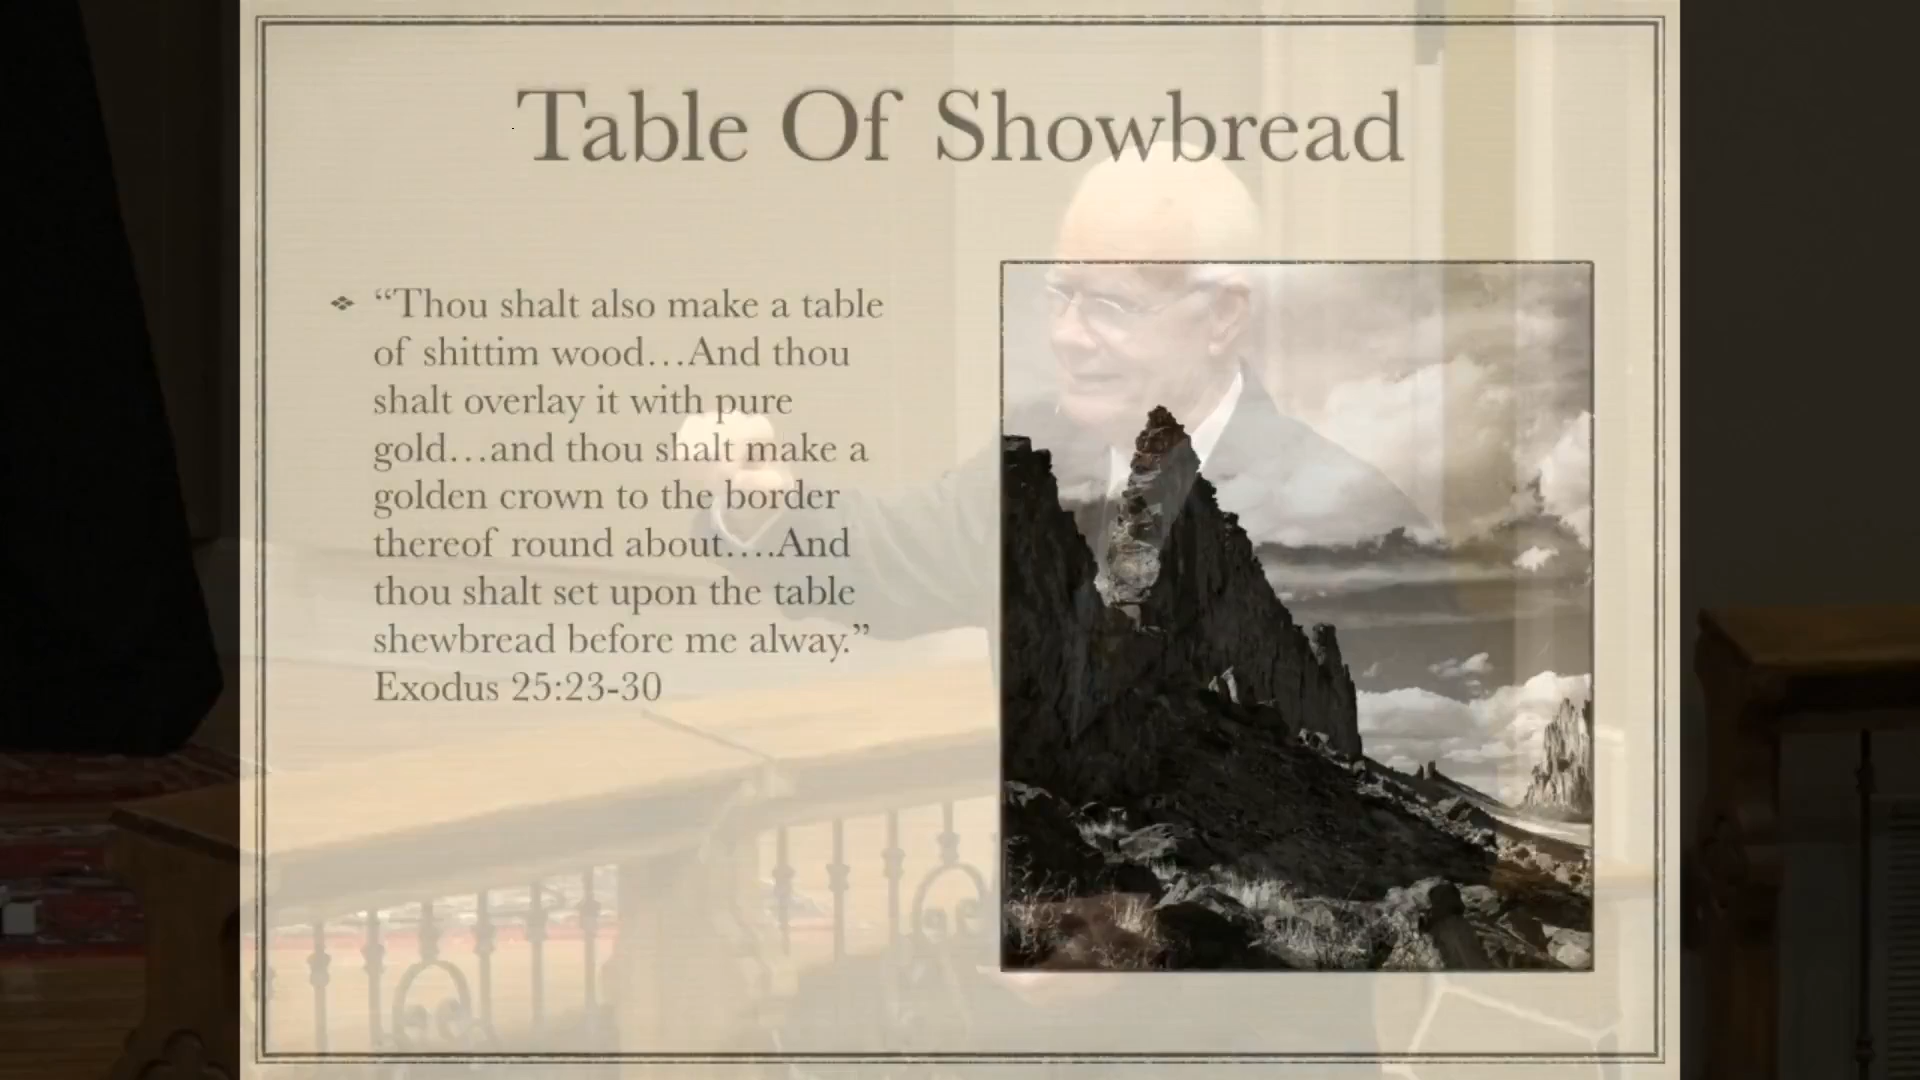 Table Of Showbread
“Thou shalt also make a table
of shittim wood…And thou
shalt overlay it with pure
gold…and thou shalt make a
golden crown to the border
thereof round about….And
thou shalt set upon the table
shewbread before me alway.”
Exodus 25:23-30